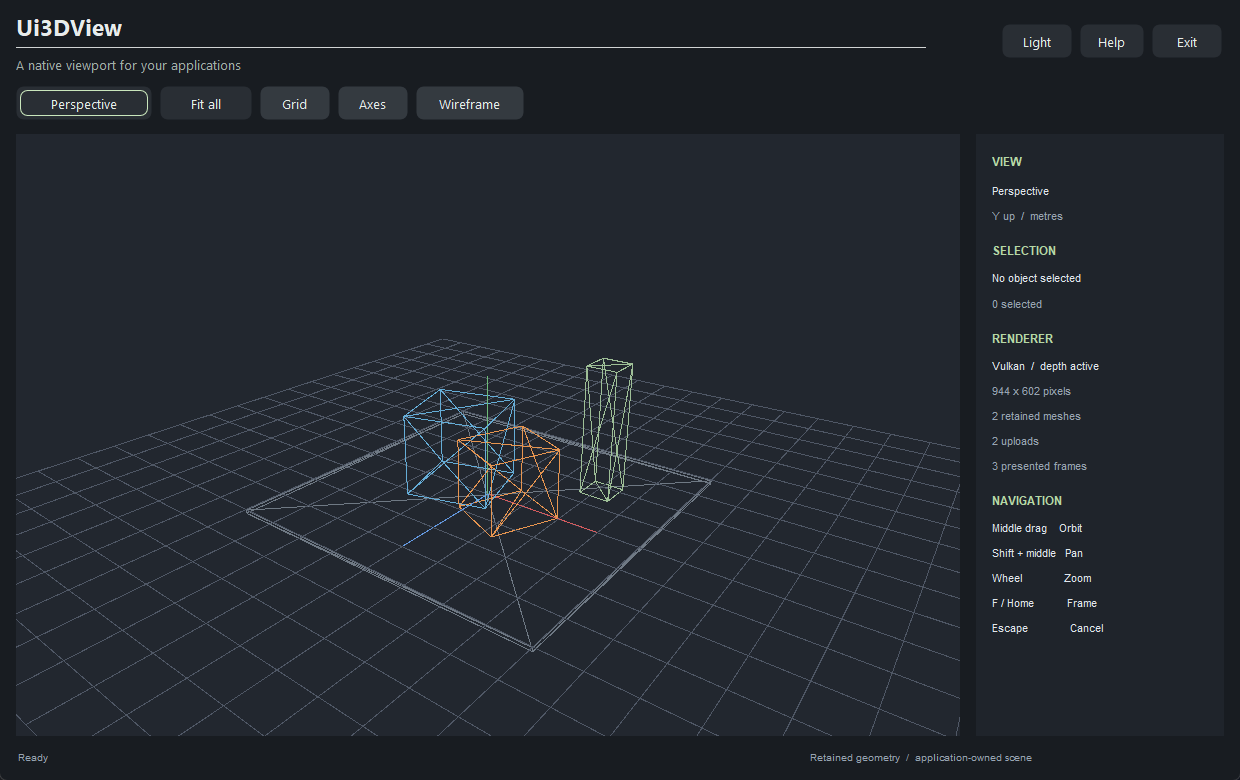 Ui3DView
A native viewport for your applications
Light Help Exit
Perspective Fit all Grid Axes Wireframe
VIEW
Perspective
Y up / metres
SELECTION
No object selected
0 selected
RENDERER
Vulkan / depth active
944 x 602 pixels
2 retained meshes
2 uploads
3 presented frames
NAVIGATION
Middle drag Orbit
Shift + middle Pan
Wheel Zoom
F / Home Frame
Escape Cancel
Ready
Retained geometry / application-owned scene